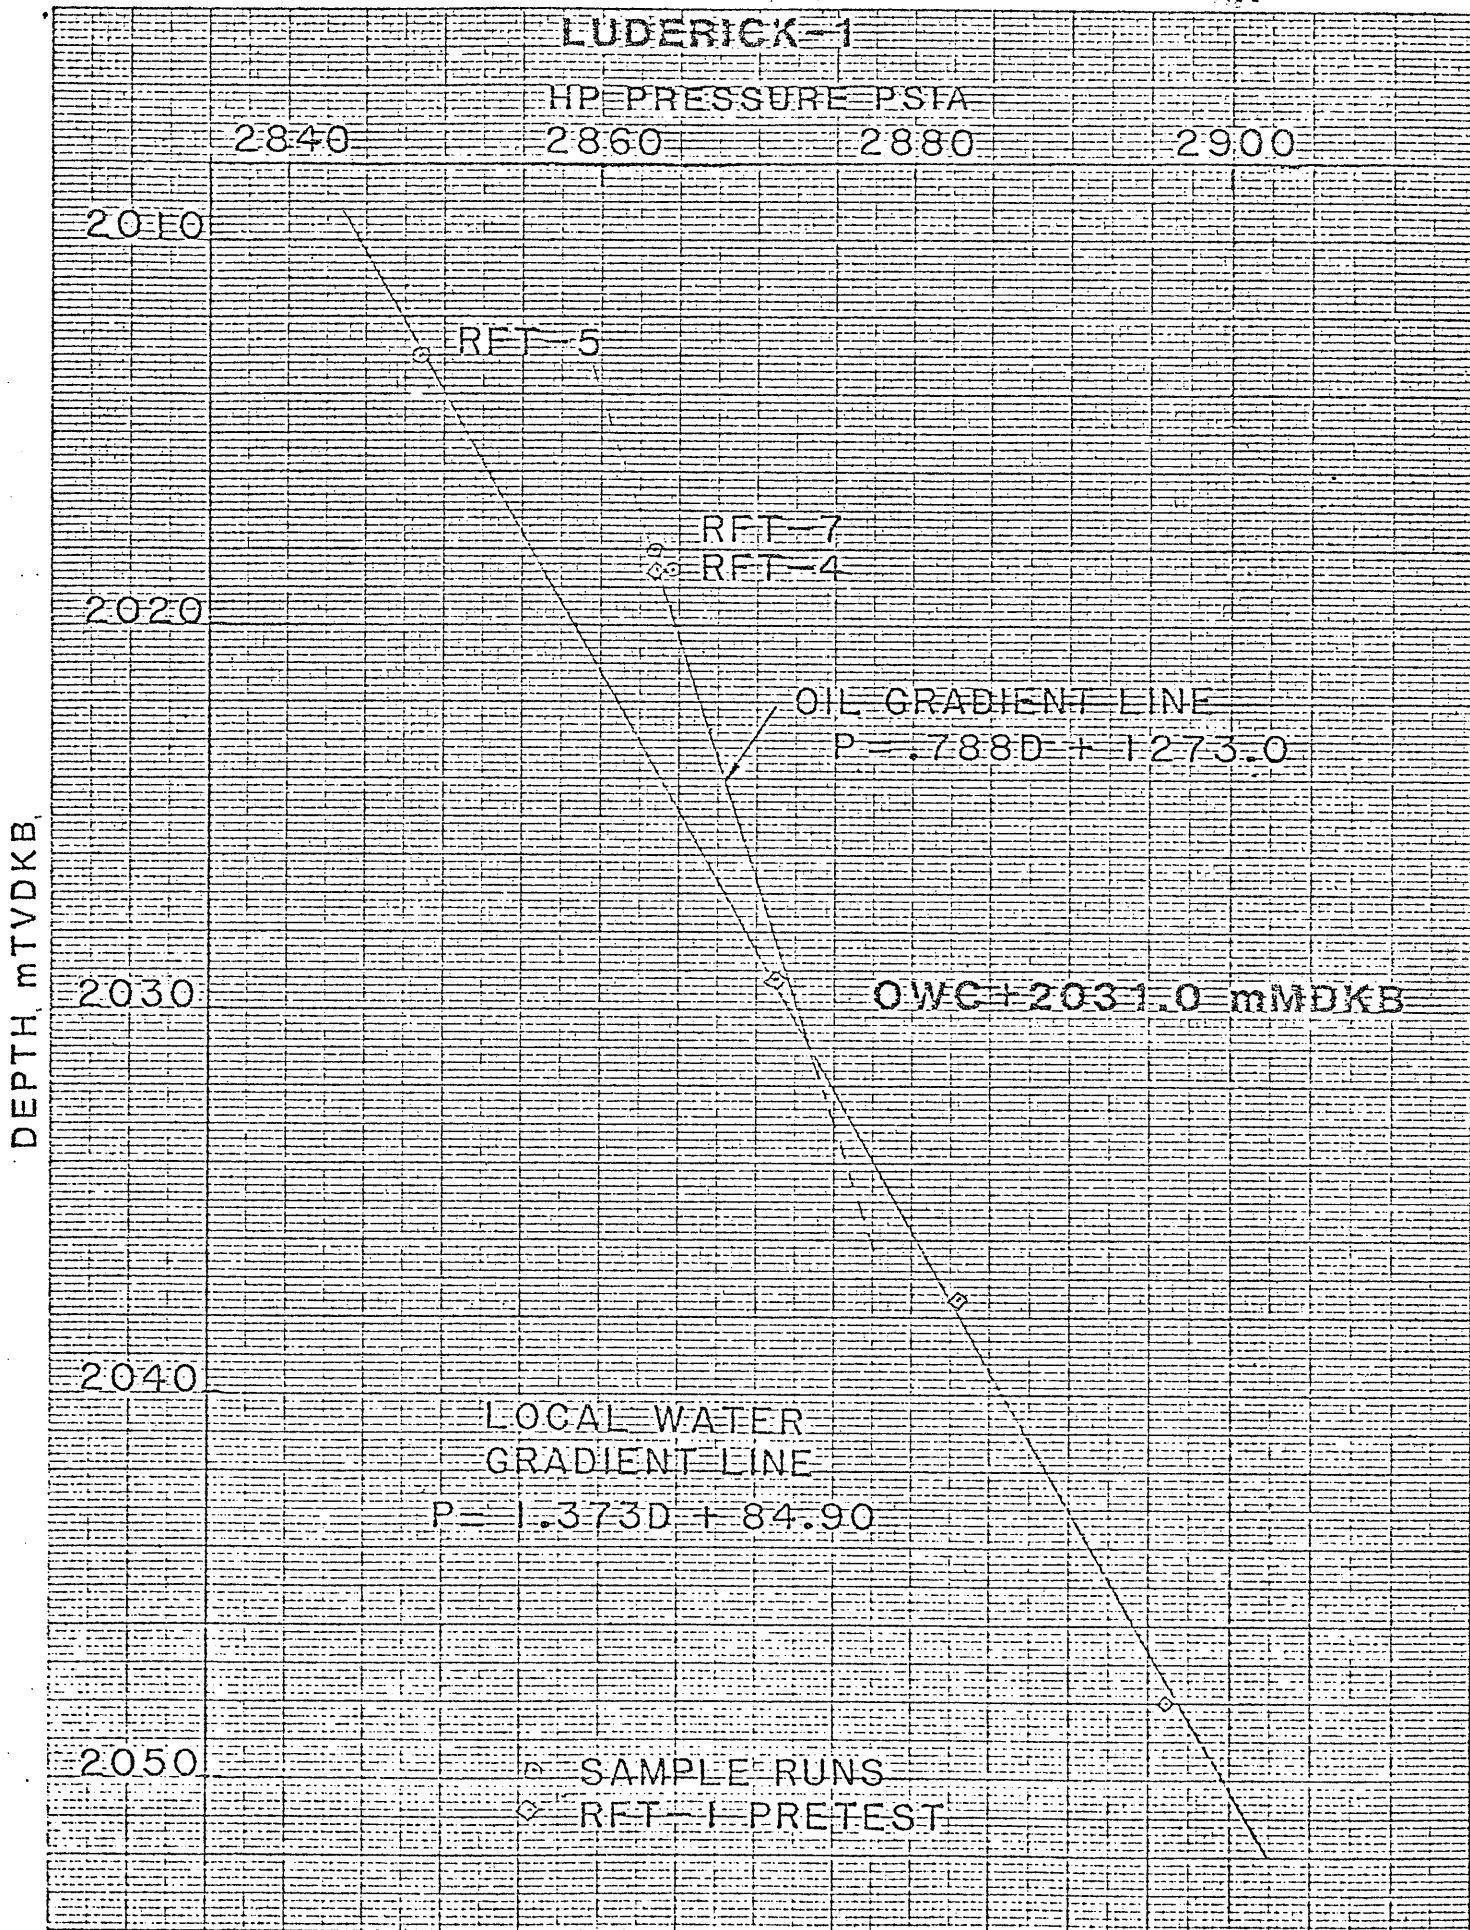 LUDERICK-1
HP PRESSURE PSIA
2840 2860 2880 2900
2010
RFT-5
RFT-7
RFT-4
2020
OIL GRADIENT LINE
P=.788D + 1273.0
DEPTH, mTVDKB
2030
OWC+2031.0 mMDKB
2040
LOCAL WATER
GRADIENT LINE
P= 1.373D + 84.90
2050
SAMPLE RUNS
RFT-1 PRETEST